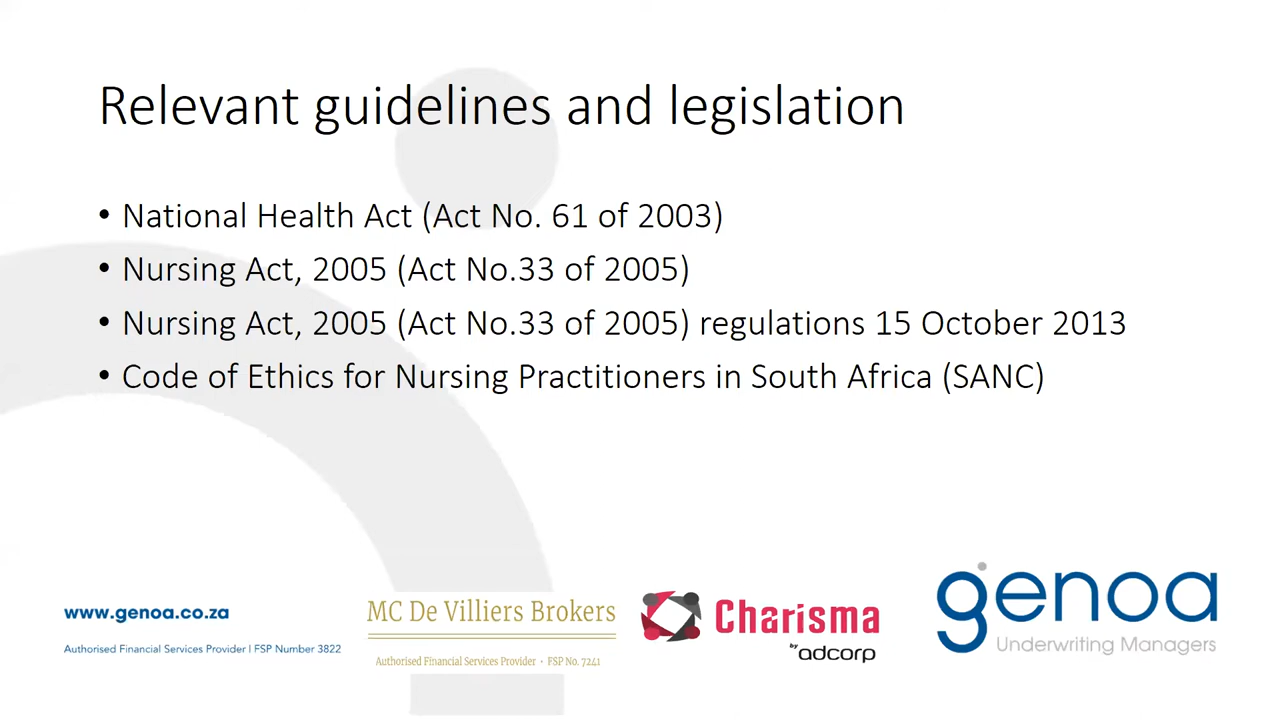 Relevant guidelines and legislation
• National Health Act (Act No. 61 of 2003)
• Nursing Act, 2005 (Act No.33 of 2005)
• Nursing Act, 2005 (Act No.33 of 2005) regulations 15 October 2013
• Code of Ethics for Nursing Practitioners in South Africa (SANC)
www.genoa.co.za
Authorised Financial Services Provider | FSP Number 3822
MC De Villiers Brokers
Authorised Financial Services Provider • FSP No. 7241
Charisma
by adcorp
genoa
Underwriting Managers